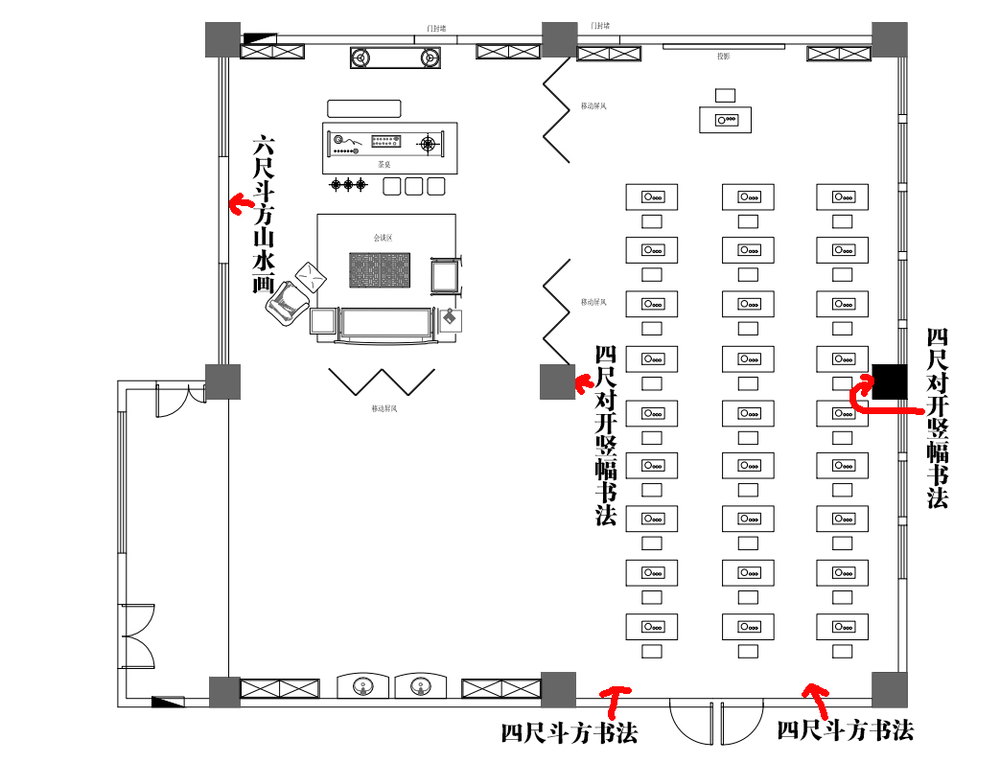 门封堵
门封堵
投影
移动屏风
茶桌
六尺斗方山水画
会谈区
移动屏风
四尺对开竖幅书法
四尺对开竖幅书法
移动屏风
四尺斗方书法
四尺斗方书法